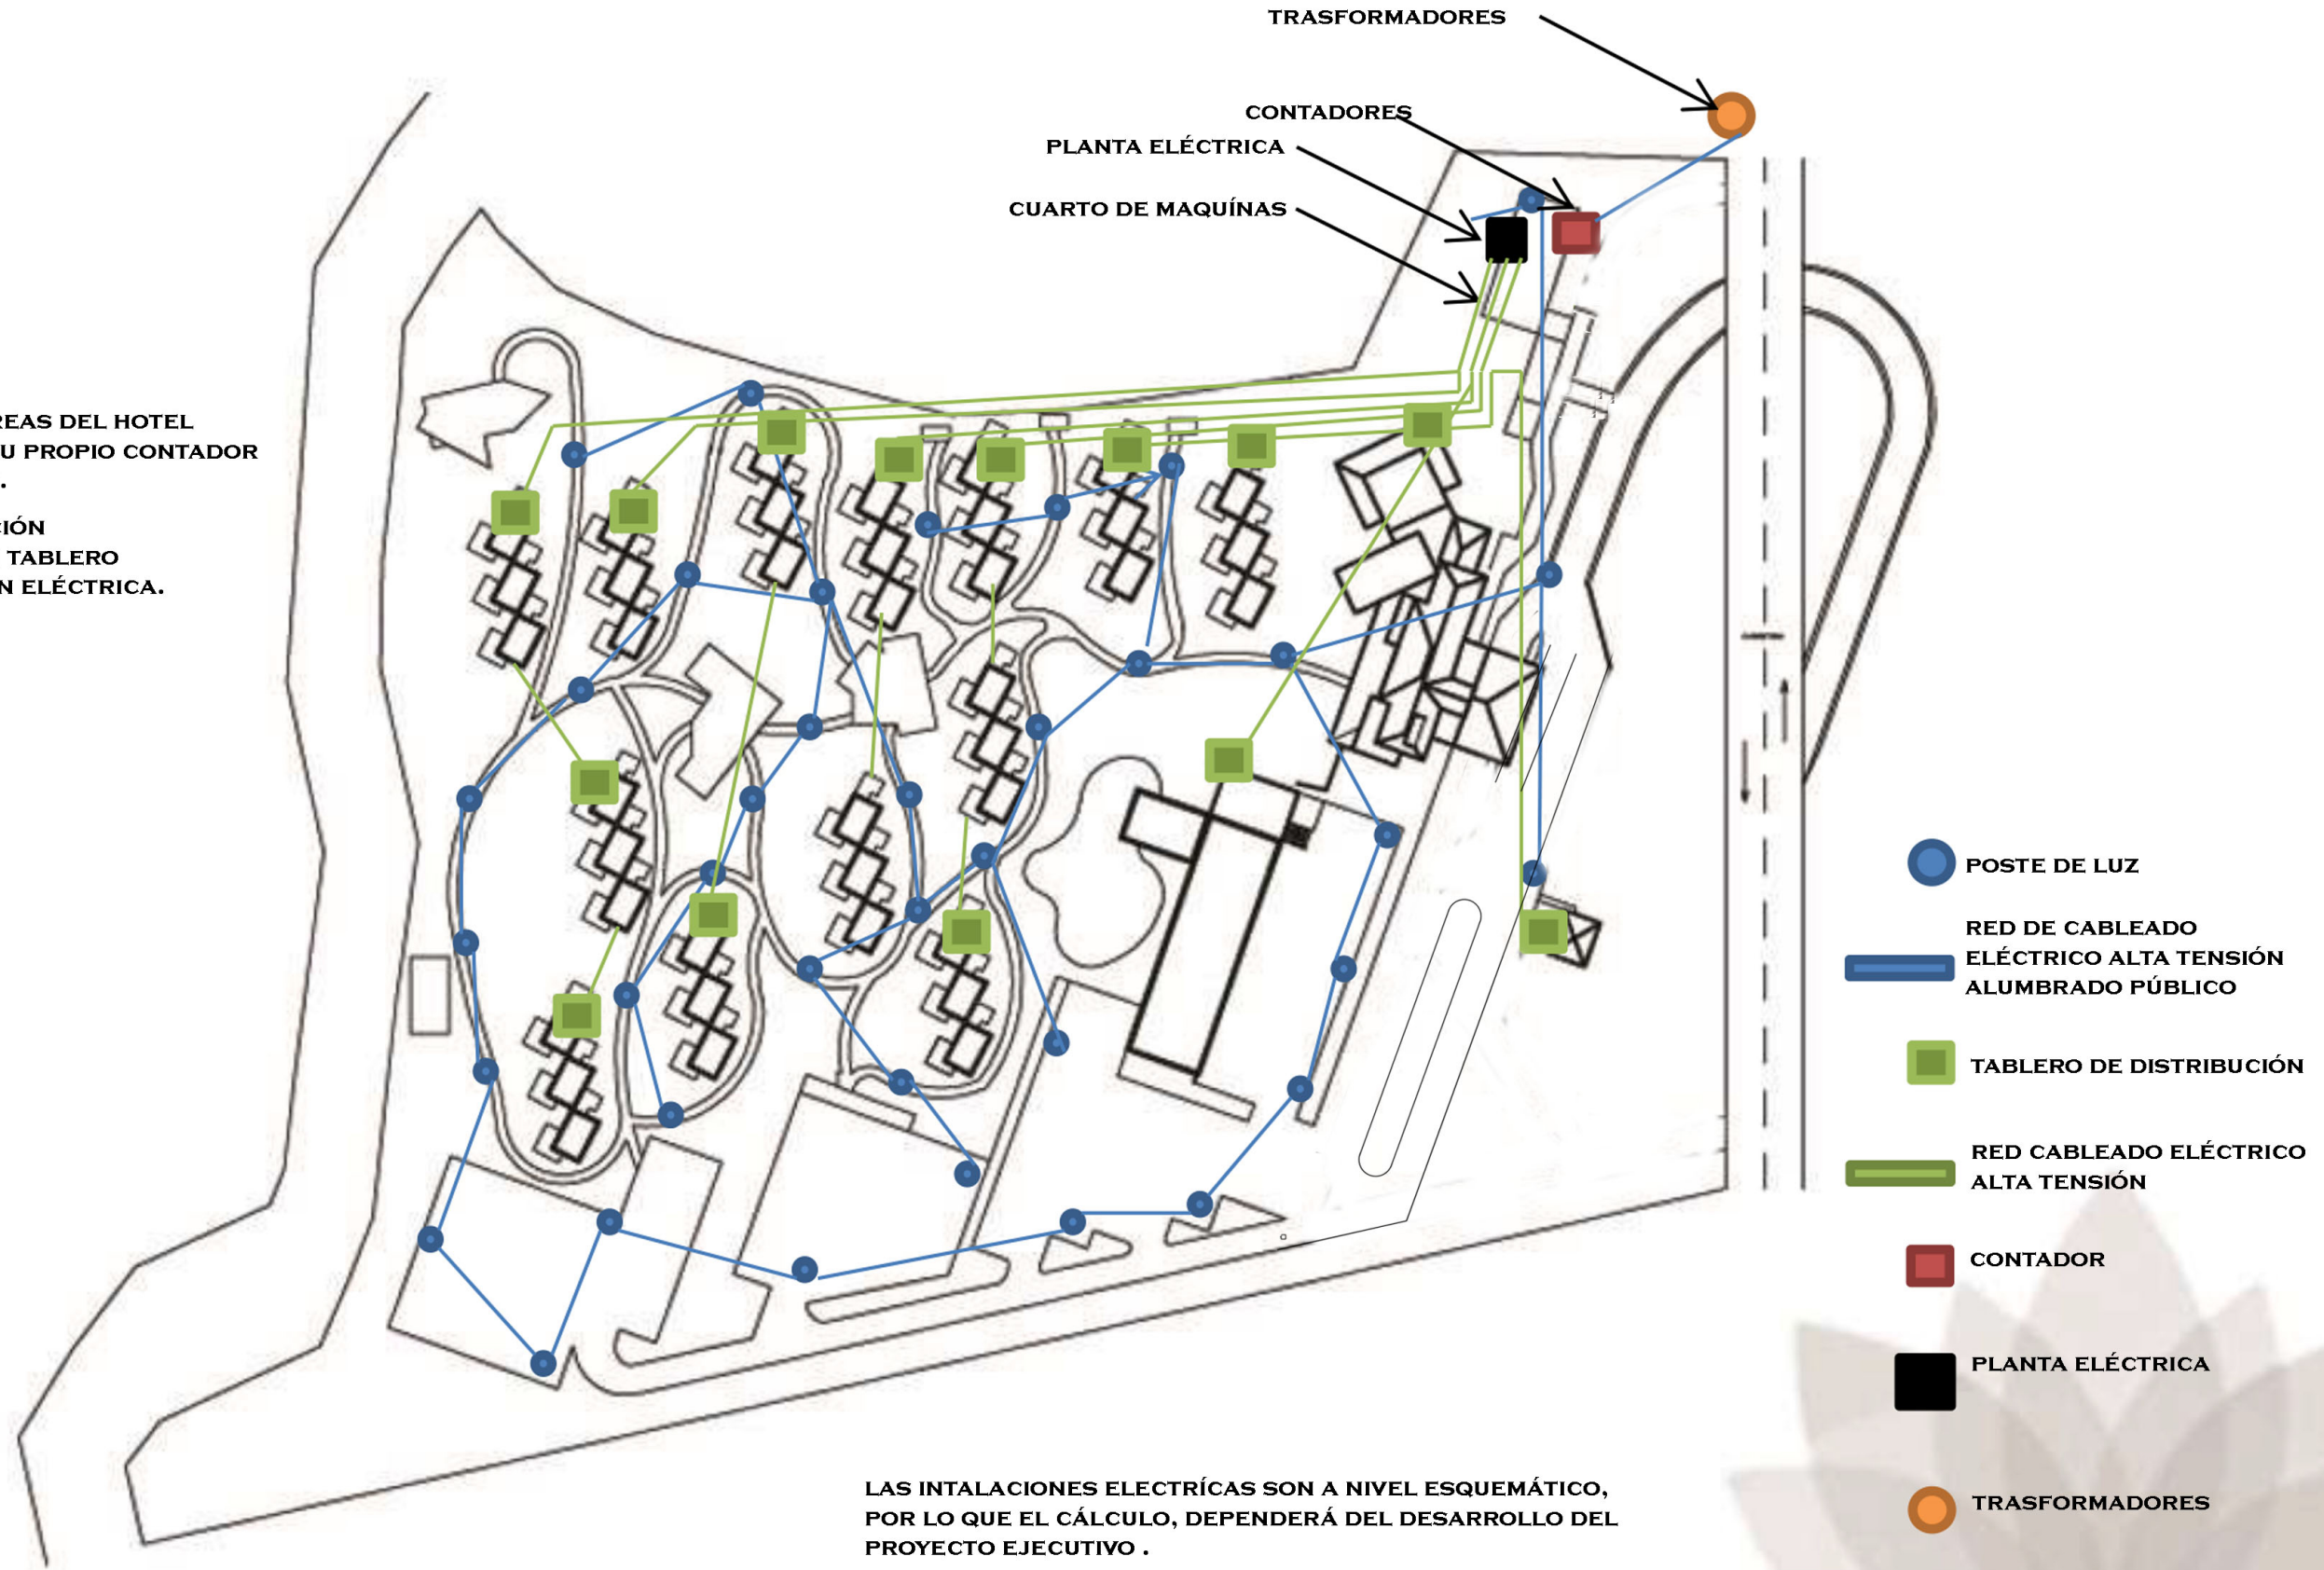 TRASFORMADORES
CONTADORES
PLANTA ELÉCTRICA
CUARTO DE MAQUÍNAS
REAS DEL HOTEL
U PROPIO CONTADOR
.
CIÓN
TABLERO
N ELÉCTRICA.
POSTE DE LUZ
RED DE CABLEADO
ELÉCTRICO ALTA TENSIÓN
ALUMBRADO PÚBLICO
TABLERO DE DISTRIBUCIÓN
RED CABLEADO ELÉCTRICO
ALTA TENSIÓN
CONTADOR
PLANTA ELÉCTRICA
TRASFORMADORES
LAS INTALACIONES ELECTRÍCAS SON A NIVEL ESQUEMÁTICO,
POR LO QUE EL CÁLCULO, DEPENDERÁ DEL DESARROLLO DEL
PROYECTO EJECUTIVO .